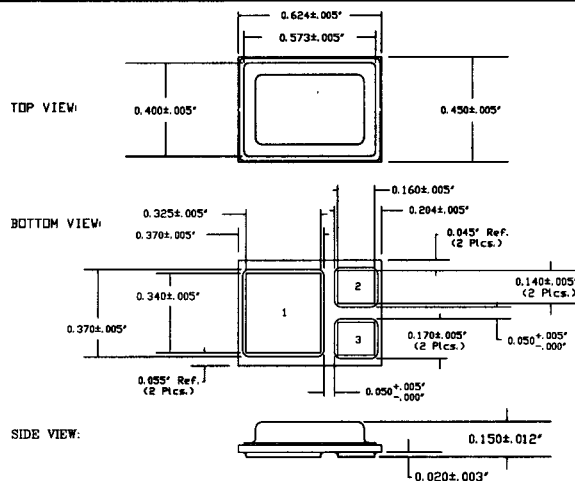 0.624±.005"
0.573±.005"
TOP VIEW:
0.400±.005"
0.450±.005"
0.160±.005"
BOTTOM VIEW:
0.325±.005"
0.204±.005"
0.370±.005"
0.045" Ref.
(2 Plcs.)
0.140±.005"
(2 Plcs.)
2
0.340±.005"
1
0.050+.005"
-.000"
0.370±.005"
3
0.170±.005"
(2 Plcs.)
0.055" Ref.
(2 Plcs.)
0.050+.005"
-.000"
SIDE VIEW:
0.150±.012"
0.020±.003"